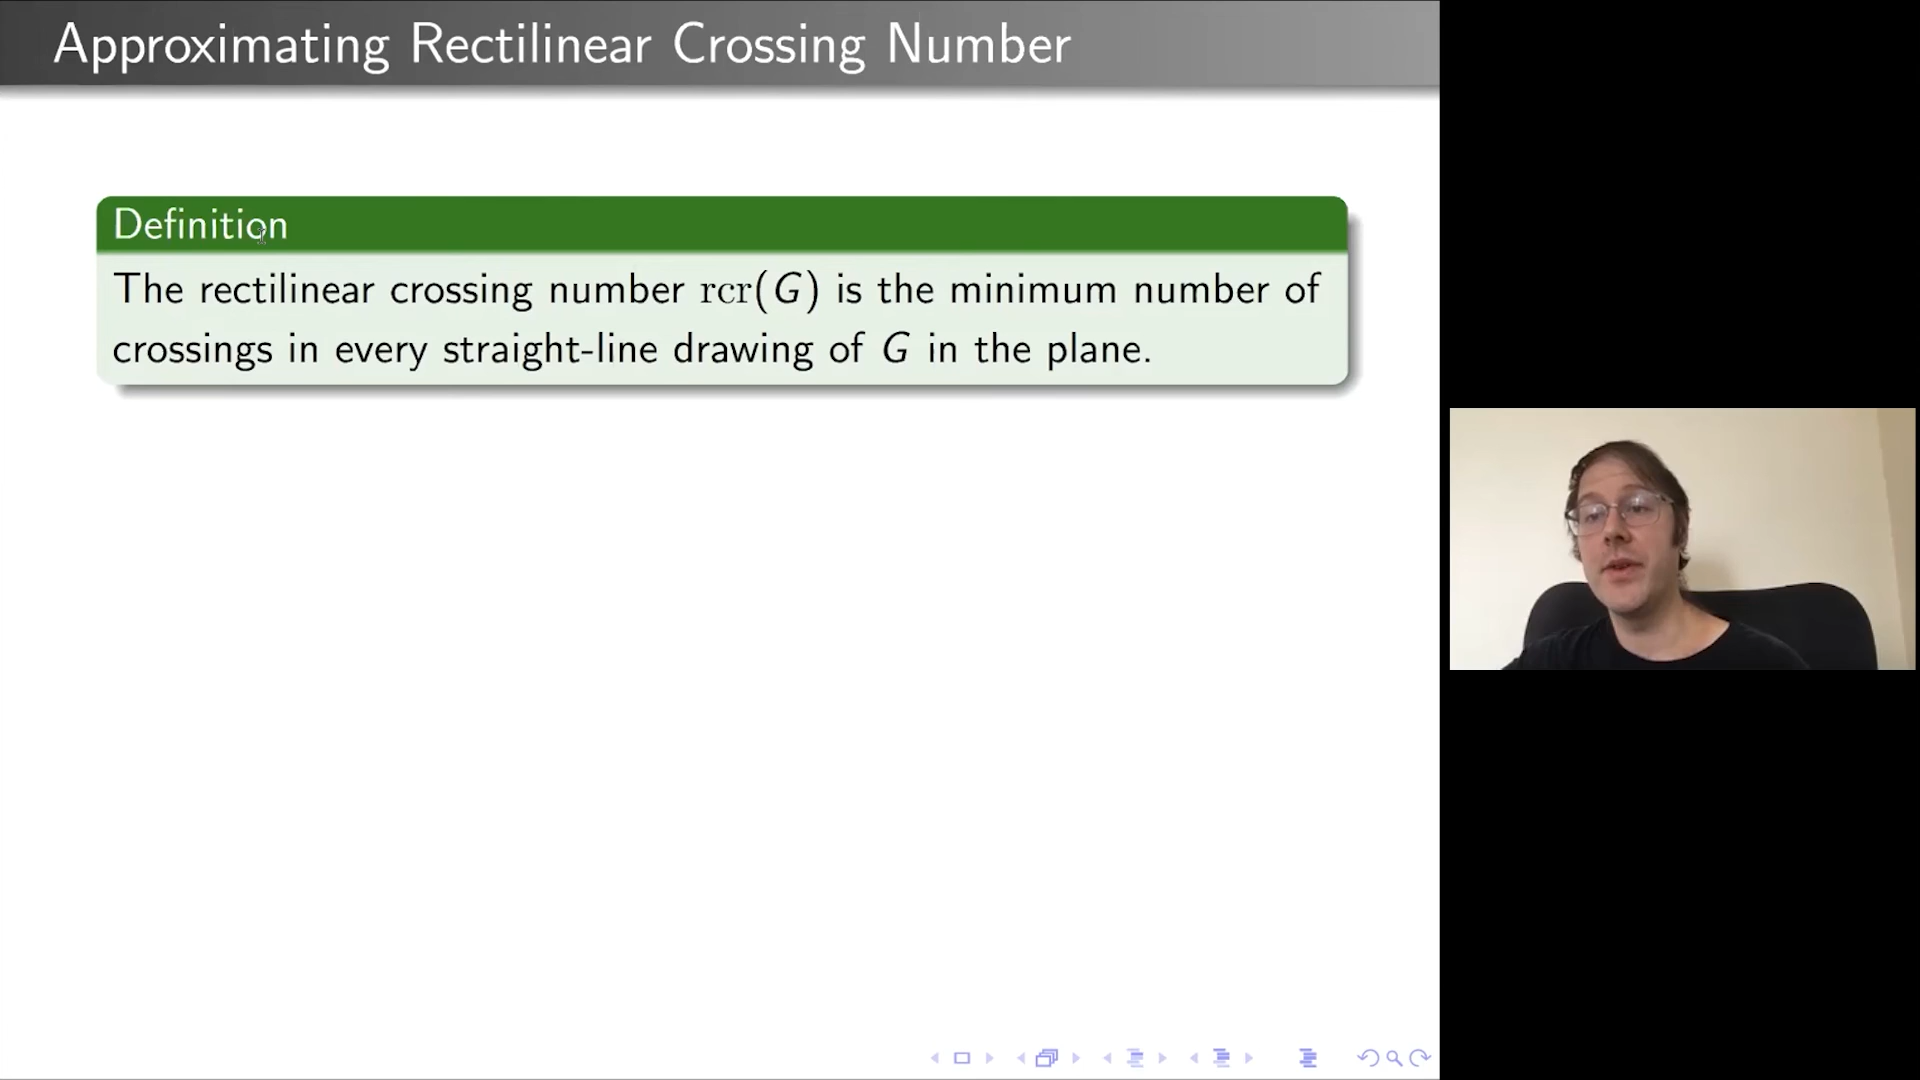 Approximating Rectilinear Crossing Number
Definition
The rectilinear crossing number rcr(G) is the minimum number of
crossings in every straight-line drawing of G in the plane.